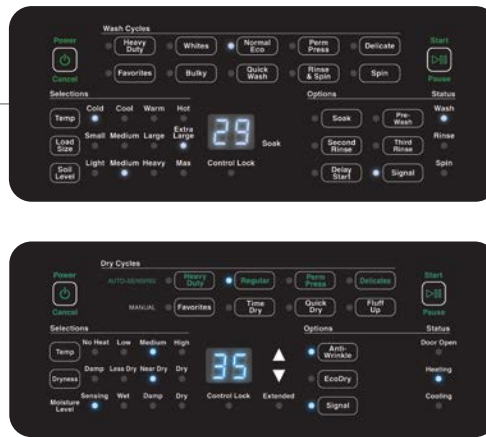 Wash Cycles
Power
Cancel
Heavy Duty
Whites
Normal Eco
Perm Press
Delicate
Start
Pause
Favorites
Bulky
Quick Wash
Rinse & Spin
Spin
Selections
Options
Status
Temp
Cold Cool Warm Hot
Load Size
Small Medium Large Extra Large
Soil Level
Light Medium Heavy Max
29
Soak
Control Lock
Soak
Pre-Wash
Second Rinse
Third Rinse
Delay Start
Signal
Wash
Rinse
Spin
Dry Cycles
Power
Cancel
AUTO-SENSING
Heavy Duty
Regular
Perm Press
Delicates
Start
Pause
MANUAL
Favorites
Time Dry
Quick Dry
Fluff Up
Selections
Options
Status
Temp
No Heat Low Medium High
Dryness
Damp Less Dry Near Dry Dry
Moisture Level
Sensing Wet Damp Dry
35
Control Lock
Extended
Anti-Wrinkle
EcoDry
Signal
Door Open
Heating
Cooling